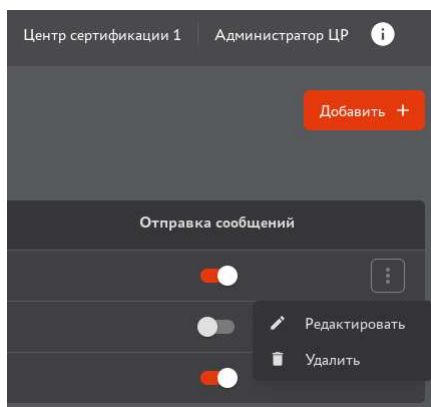 Центр сертификации 1 Администратор ЦР i
Добавить +
Отправка сообщений
Редактировать
Удалить